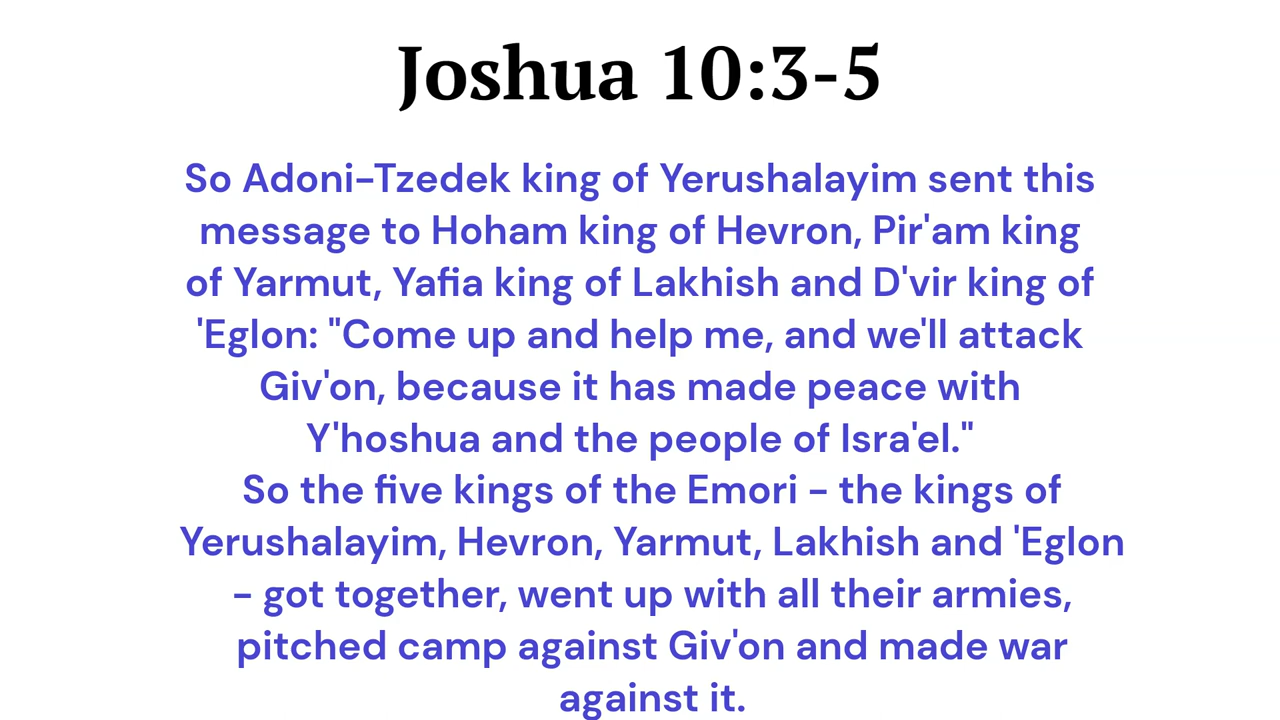 Joshua 10:3-5
So Adoni-Tzedek king of Yerushalayim sent this
message to Hoham king of Hevron, Pir'am king
of Yarmut, Yafia king of Lakhish and D'vir king of
'Eglon: "Come up and help me, and we'll attack
Giv'on, because it has made peace with
Y'hoshua and the people of Isra'el."
So the five kings of the Emori - the kings of
Yerushalayim, Hevron, Yarmut, Lakhish and 'Eglon
- got together, went up with all their armies,
pitched camp against Giv'on and made war
against it.